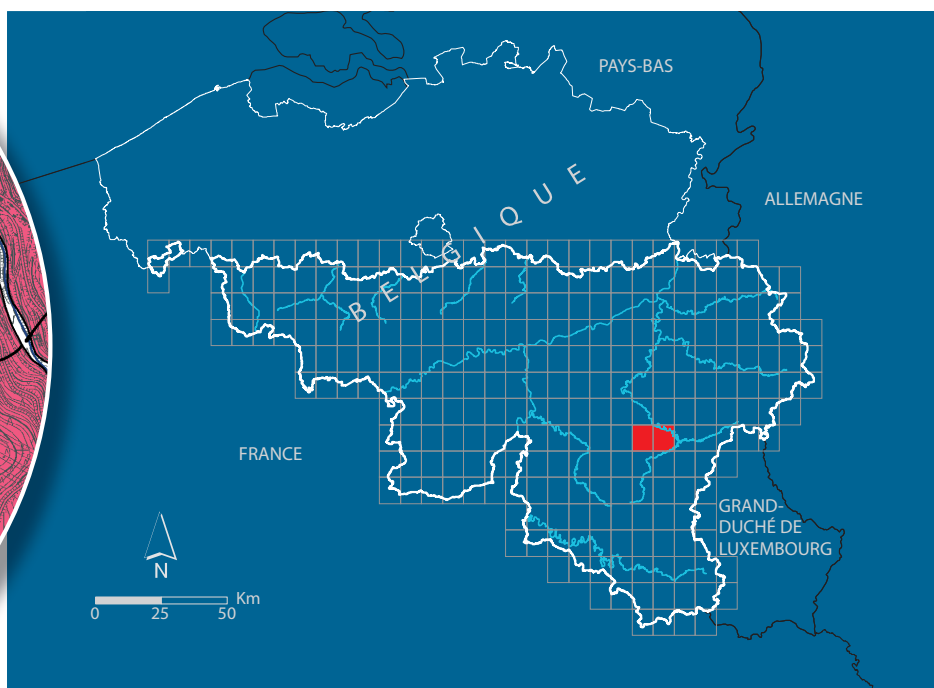 PAYS-BAS
ALLEMAGNE
BELGIQUE
FRANCE
GRAND-
DUCHÉ DE
LUXEMBOURG
N
Km
0 25 50